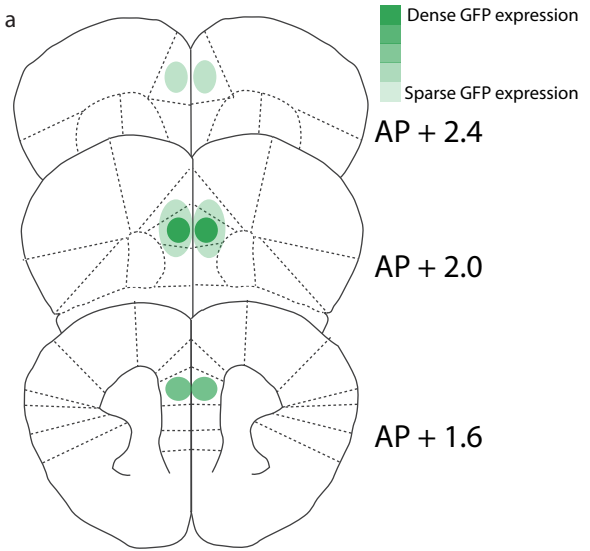 a
Dense GFP expression
Sparse GFP expression
AP + 2.4
AP + 2.0
AP + 1.6